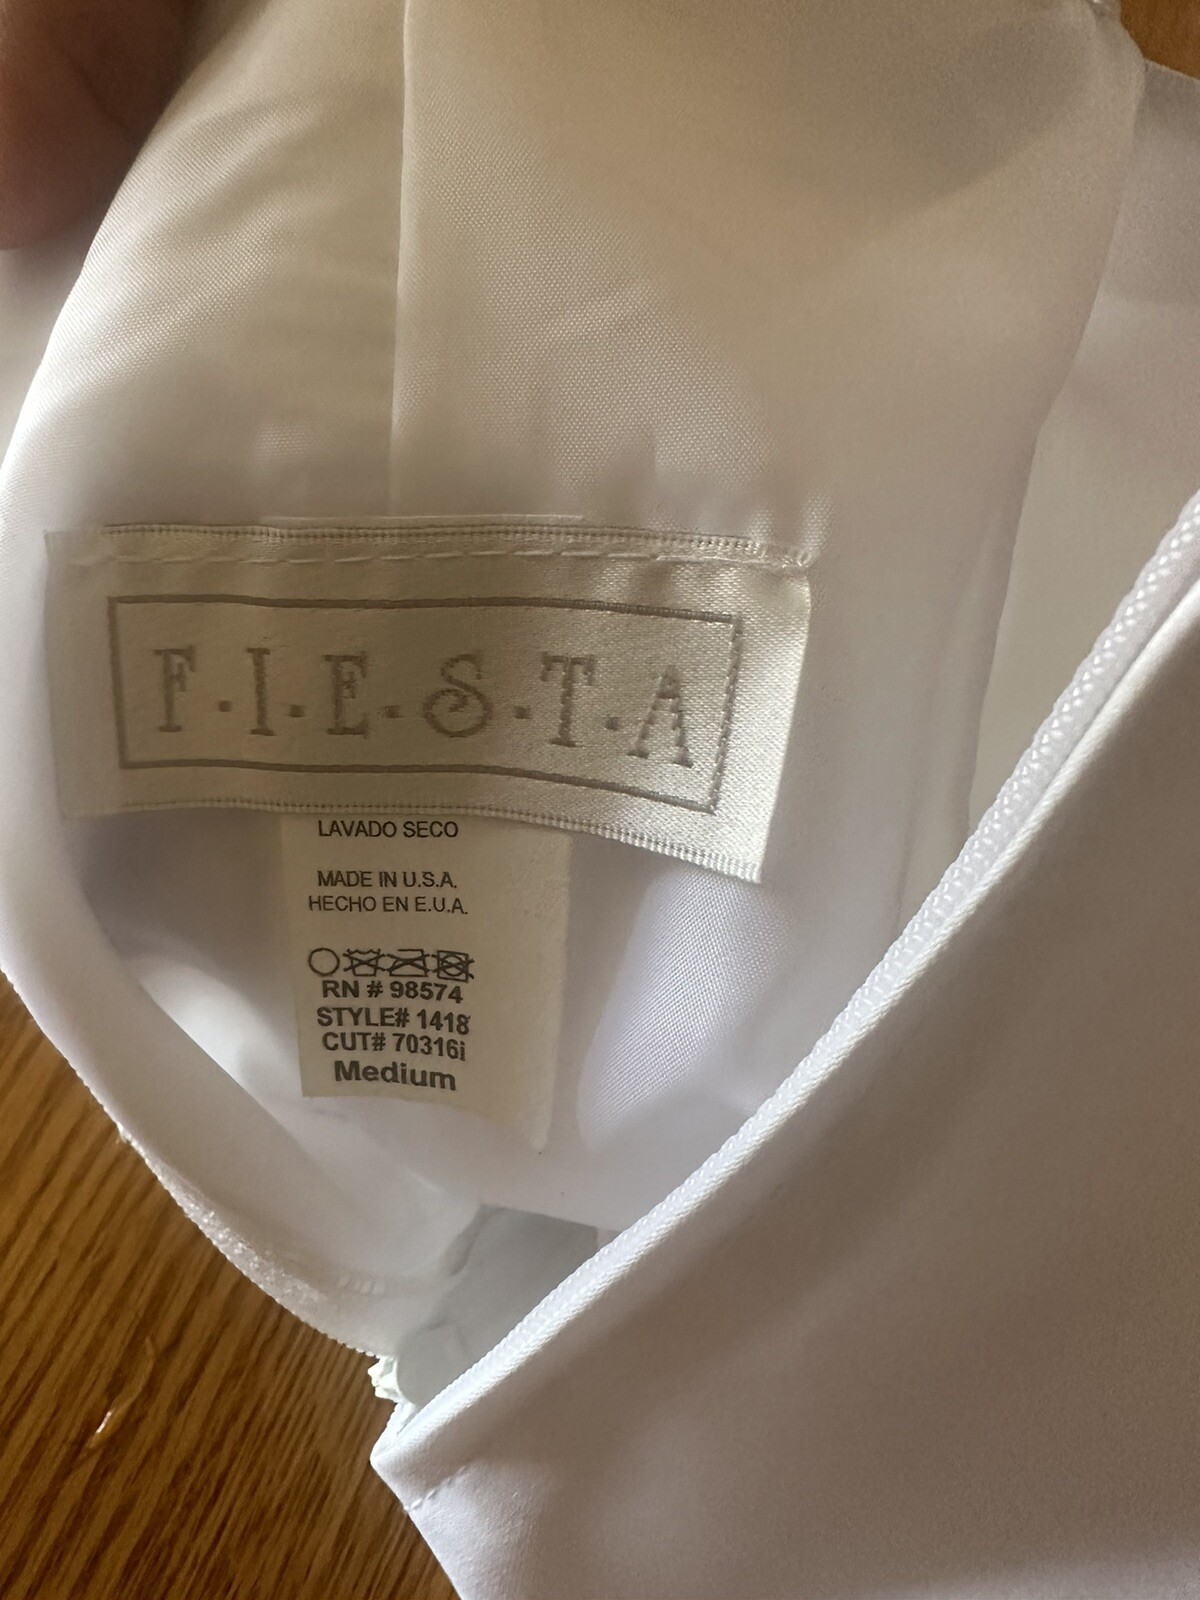 F·I·E·S·T·A
LAVADO SECO
MADE IN U.S.A.
HECHO EN E.U.A.
RN # 98574
STYLE# 1418
CUT# 70316i
Medium